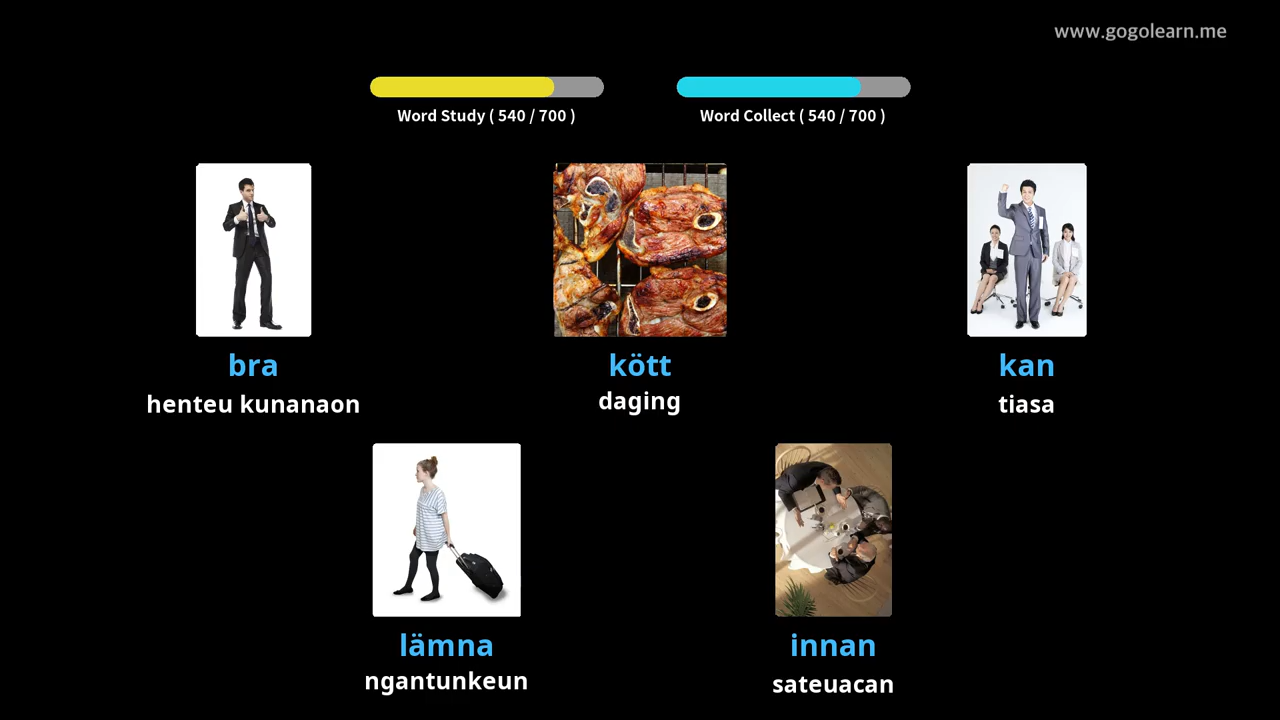 www.gogolearn.me
Word Study ( 540 / 700 )
Word Collect ( 540 / 700 )
bra
henteu kunanaon
kött
daging
kan
tiasa
lämna
ngantunkeun
innan
sateuacan